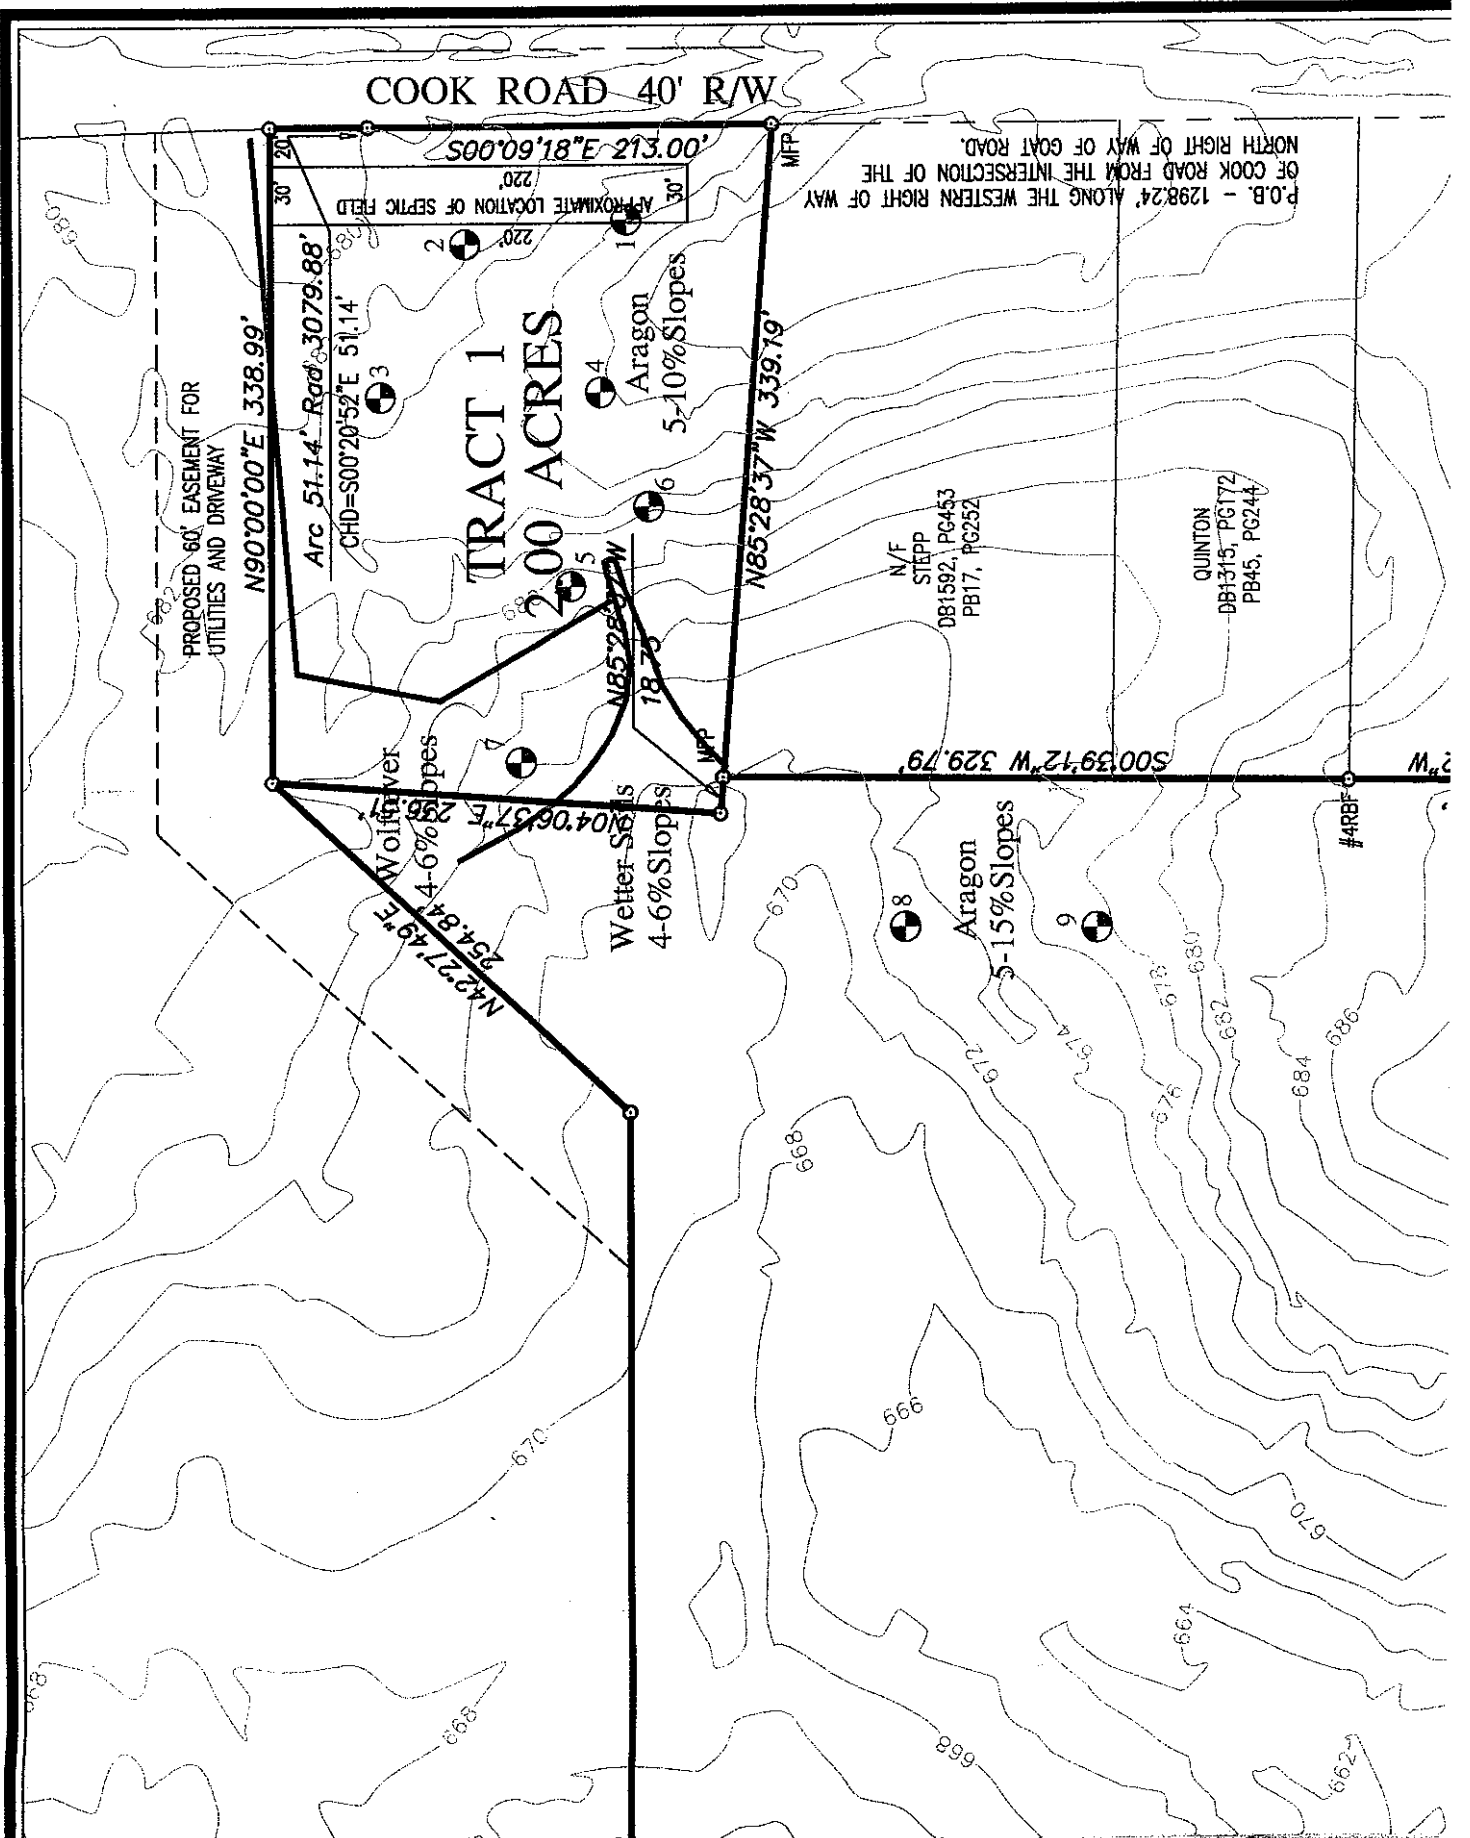 COOK ROAD 40' R/W
S00°09'18"E 213.00'
MFP
20'
30'
220'
APPROXIMATE LOCATION OF SEPTIC FIELD
220'
30'
P.O.B. - 1298.24' ALONG THE WESTERN RIGHT OF WAY
OF COOK ROAD FROM THE INTERSECTION OF THE
NORTH RIGHT OF WAY OF GOAT ROAD.
680
680
682
PROPOSED 60' EASEMENT FOR
UTILITIES AND DRIVEWAY
N90°00'00"E 338.99'
Arc 51.14' Rad 3079.88'
CHD=S00°20'52"E 51.14'
1
2
3
4
5
6
7
TRACT 1
2.00 ACRES
Aragon
5-10%Slopes
N85°28'37"W 339.19'
N85°28'37"W
18.75
MFP
N/F
STEPP
DB1592, PG453
PB17, PG252
QUINTON
DB1315, PG172
PB45, PG244
S00°39'12"W 329.79'
#4RBF
N04°06'37"E
Wolftever
4-6%Slopes
Wetter Soils
4-6%Slopes
N42°27'49"E
254.84'
8
Aragon
5-15%Slopes
9
670
672
674
676
678
680
682
684
686
668
666
670
670
664
668
668
668
662